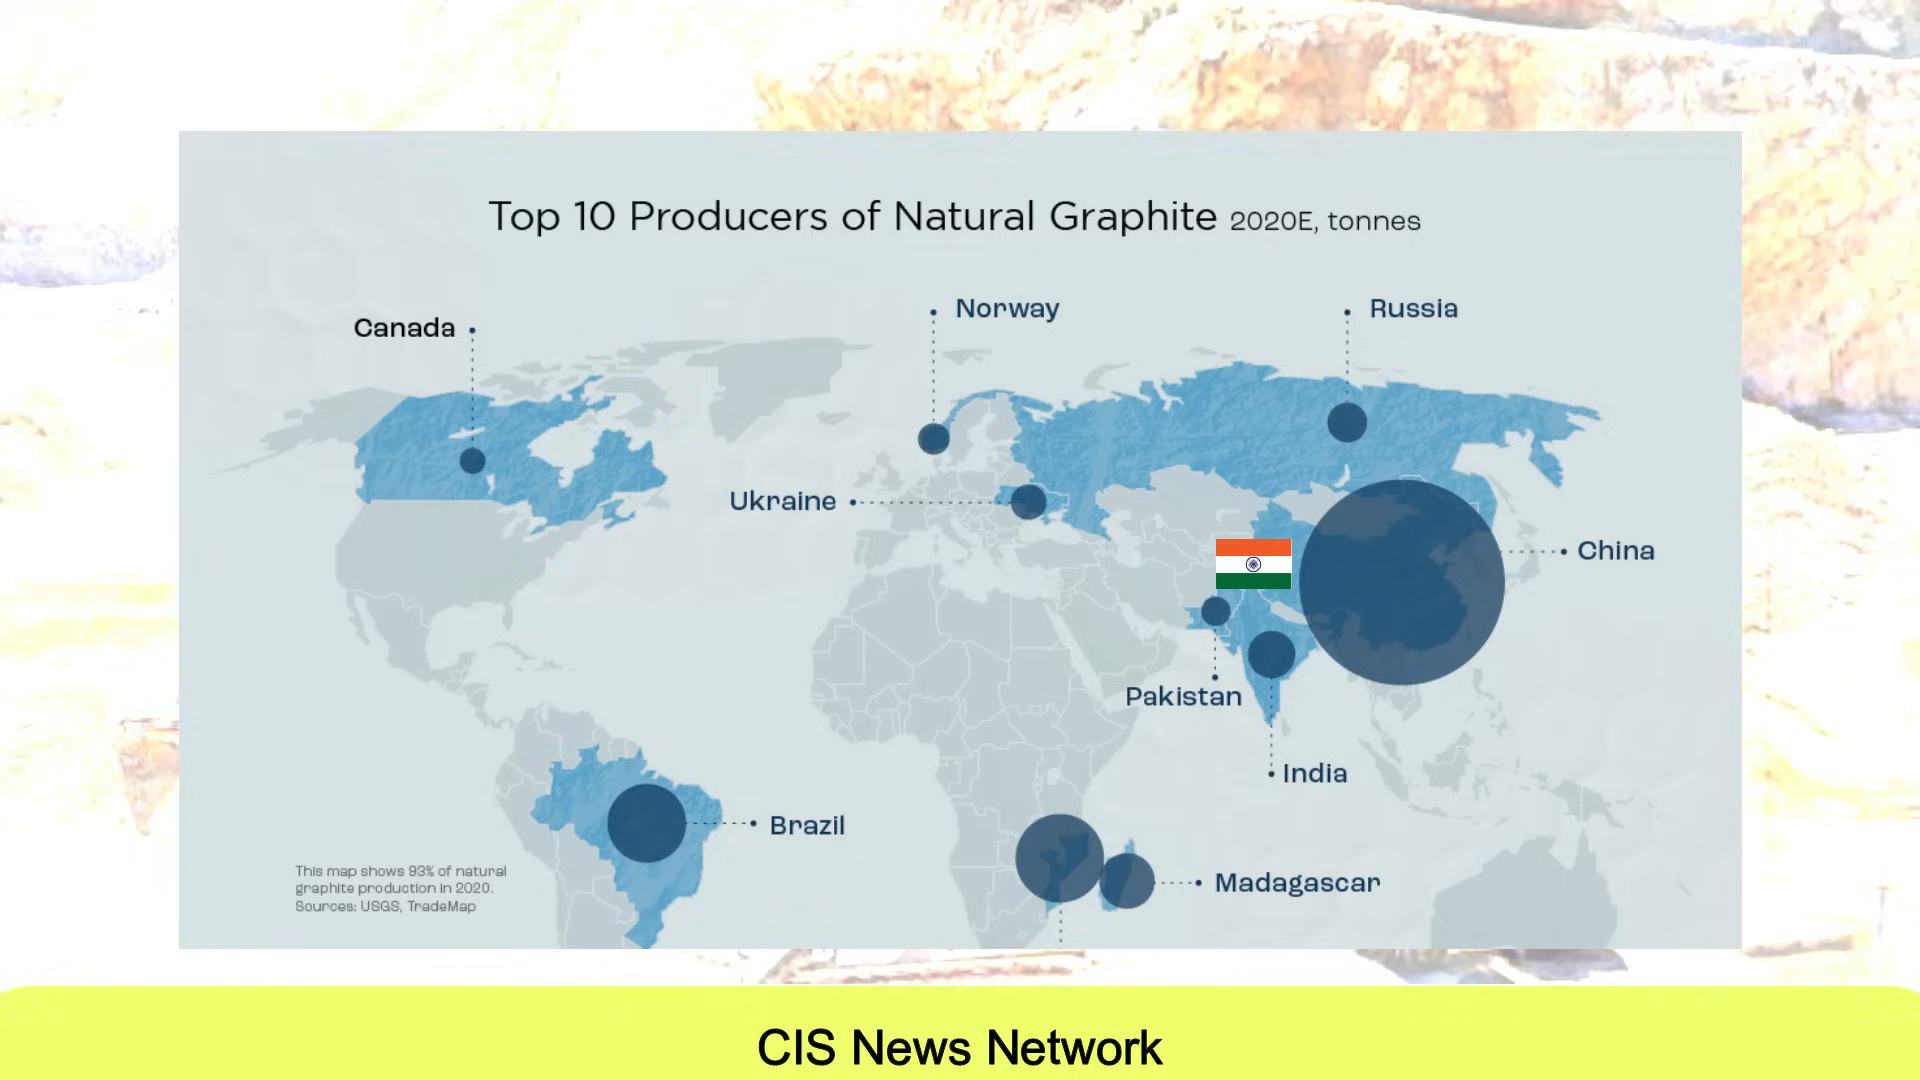 Top 10 Producers of Natural Graphite 2020E, tonnes
Norway
Russia
Canada
Ukraine
China
Pakistan
India
Brazil
Madagascar
This map shows 93% of natural
graphite production in 2020.
Sources: USGS, TradeMap
CIS News Network